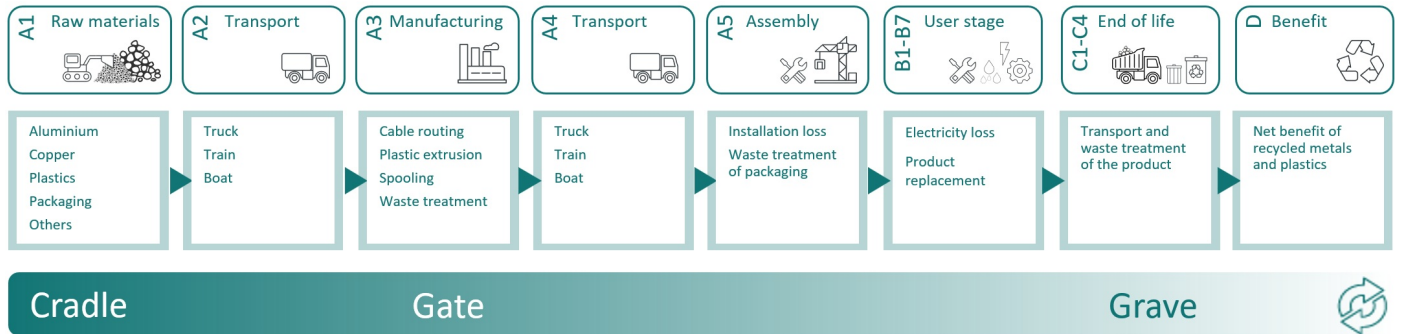 A1 Raw materials
A2 Transport
A3 Manufacturing
A4 Transport
A5 Assembly
B1-B7 User stage
C1-C4 End of life
D Benefit
Aluminium
Copper
Plastics
Packaging
Others
Truck
Train
Boat
Cable routing
Plastic extrusion
Spooling
Waste treatment
Truck
Train
Boat
Installation loss
Waste treatment
of packaging
Electricity loss
Product
replacement
Transport and
waste treatment
of the product
Net benefit of
recycled metals
and plastics
Cradle
Gate
Grave